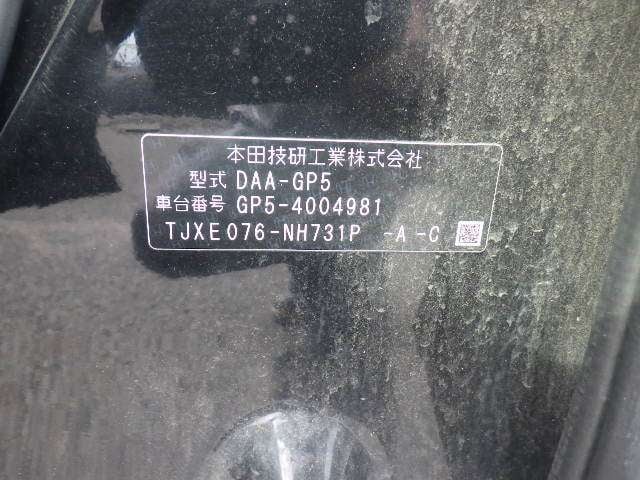 本田技研工業株式会社
型式 DAA-GP5
車台番号 GP5-4004981
TJXE076-NH731P -A-C